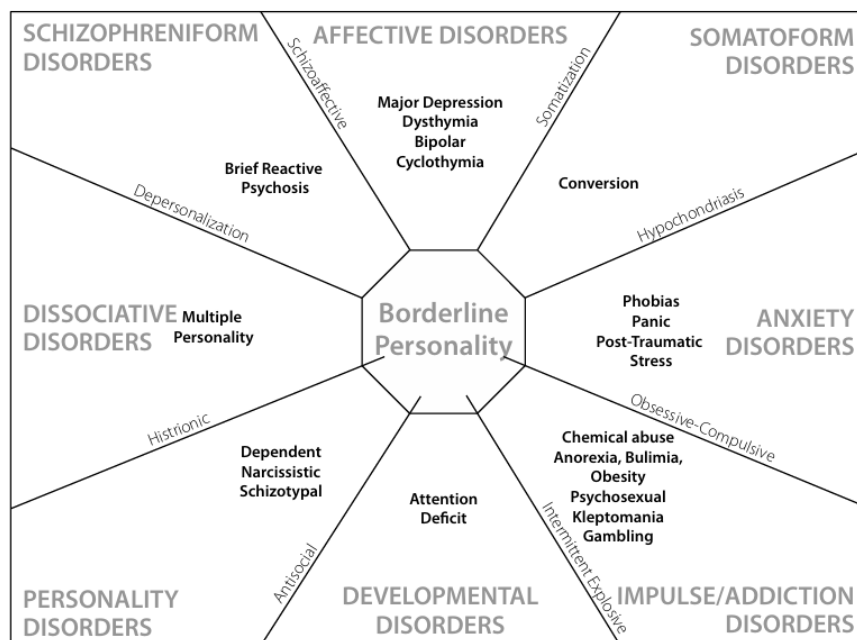 SCHIZOPHRENIFORM
DISORDERS
Schizoaffective
AFFECTIVE DISORDERS
Major Depression
Dysthymia
Bipolar
Cyclothymia
Somatization
SOMATOFORM
DISORDERS
Brief Reactive
Psychosis
Conversion
Depersonalization
Hypochondriasis
DISSOCIATIVE
DISORDERS
Multiple
Personality
Borderline
Personality
Phobias
Panic
Post-Traumatic
Stress
ANXIETY
DISORDERS
Histrionic
Obsessive-Compulsive
Dependent
Narcissistic
Schizotypal
Attention
Deficit
Chemical abuse
Anorexia, Bulimia,
Obesity
Psychosexual
Kleptomania
Gambling
Antisocial
Intermittent Explosive
PERSONALITY
DISORDERS
DEVELOPMENTAL
DISORDERS
IMPULSE/ADDICTION
DISORDERS